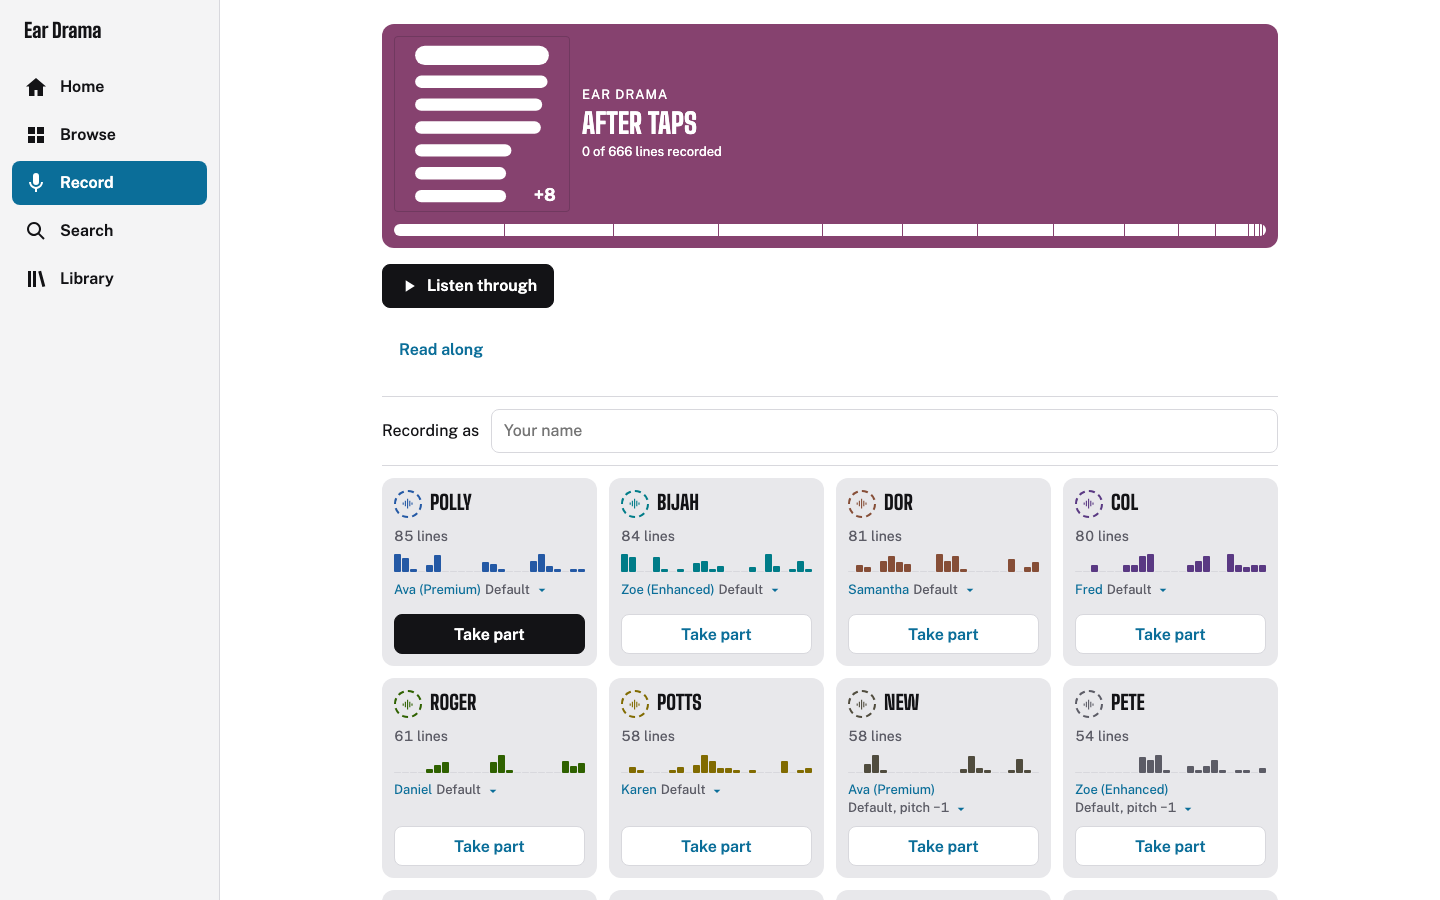 Ear Drama
Home
Browse
Record
Search
Library
+8
EAR DRAMA
AFTER TAPS
0 of 666 lines recorded
Listen through
Read along
Recording as
Your name
POLLY
85 lines
Ava (Premium) Default
Take part
BIJAH
84 lines
Zoe (Enhanced) Default
Take part
DOR
81 lines
Samantha Default
Take part
COL
80 lines
Fred Default
Take part
ROGER
61 lines
Daniel Default
Take part
POTTS
58 lines
Karen Default
Take part
NEW
58 lines
Ava (Premium)
Default, pitch −1
Take part
PETE
54 lines
Zoe (Enhanced)
Default, pitch −1
Take part